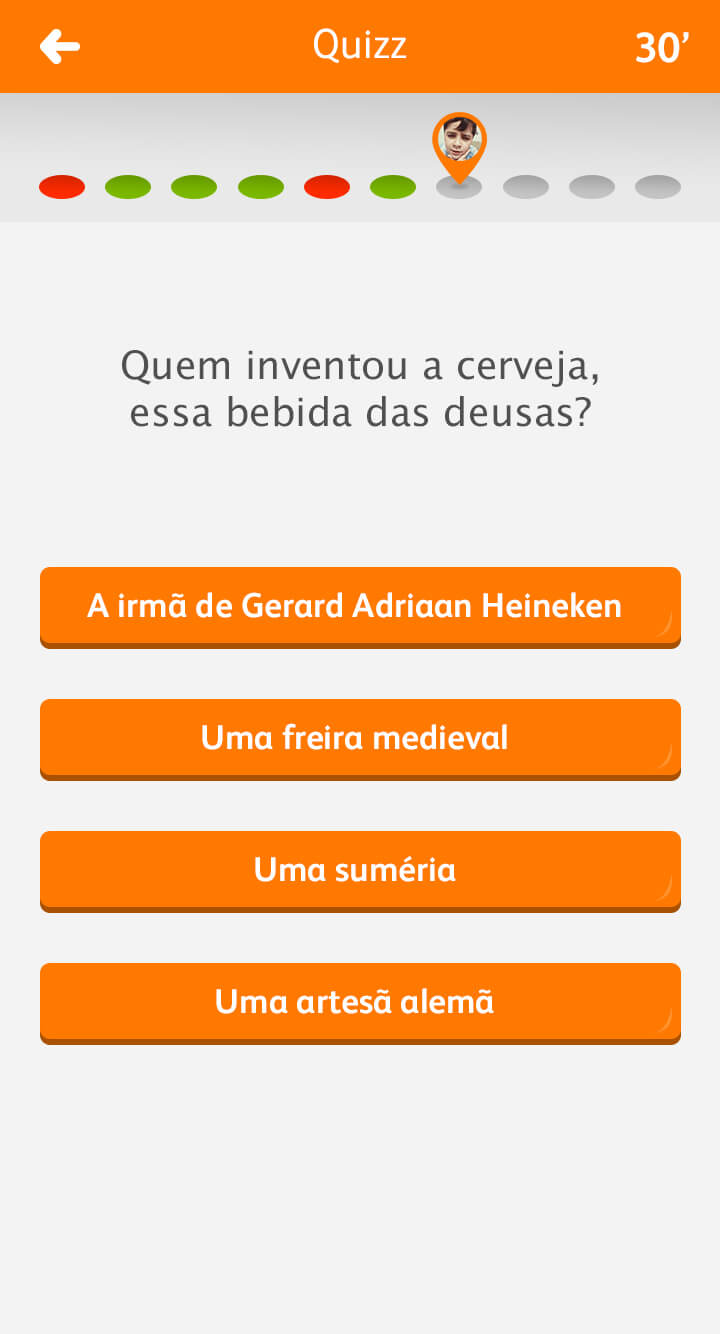 Quizz
30’
Quem inventou a cerveja,
essa bebida das deusas?
A irmã de Gerard Adriaan Heineken
Uma freira medieval
Uma suméria
Uma artesã alemã